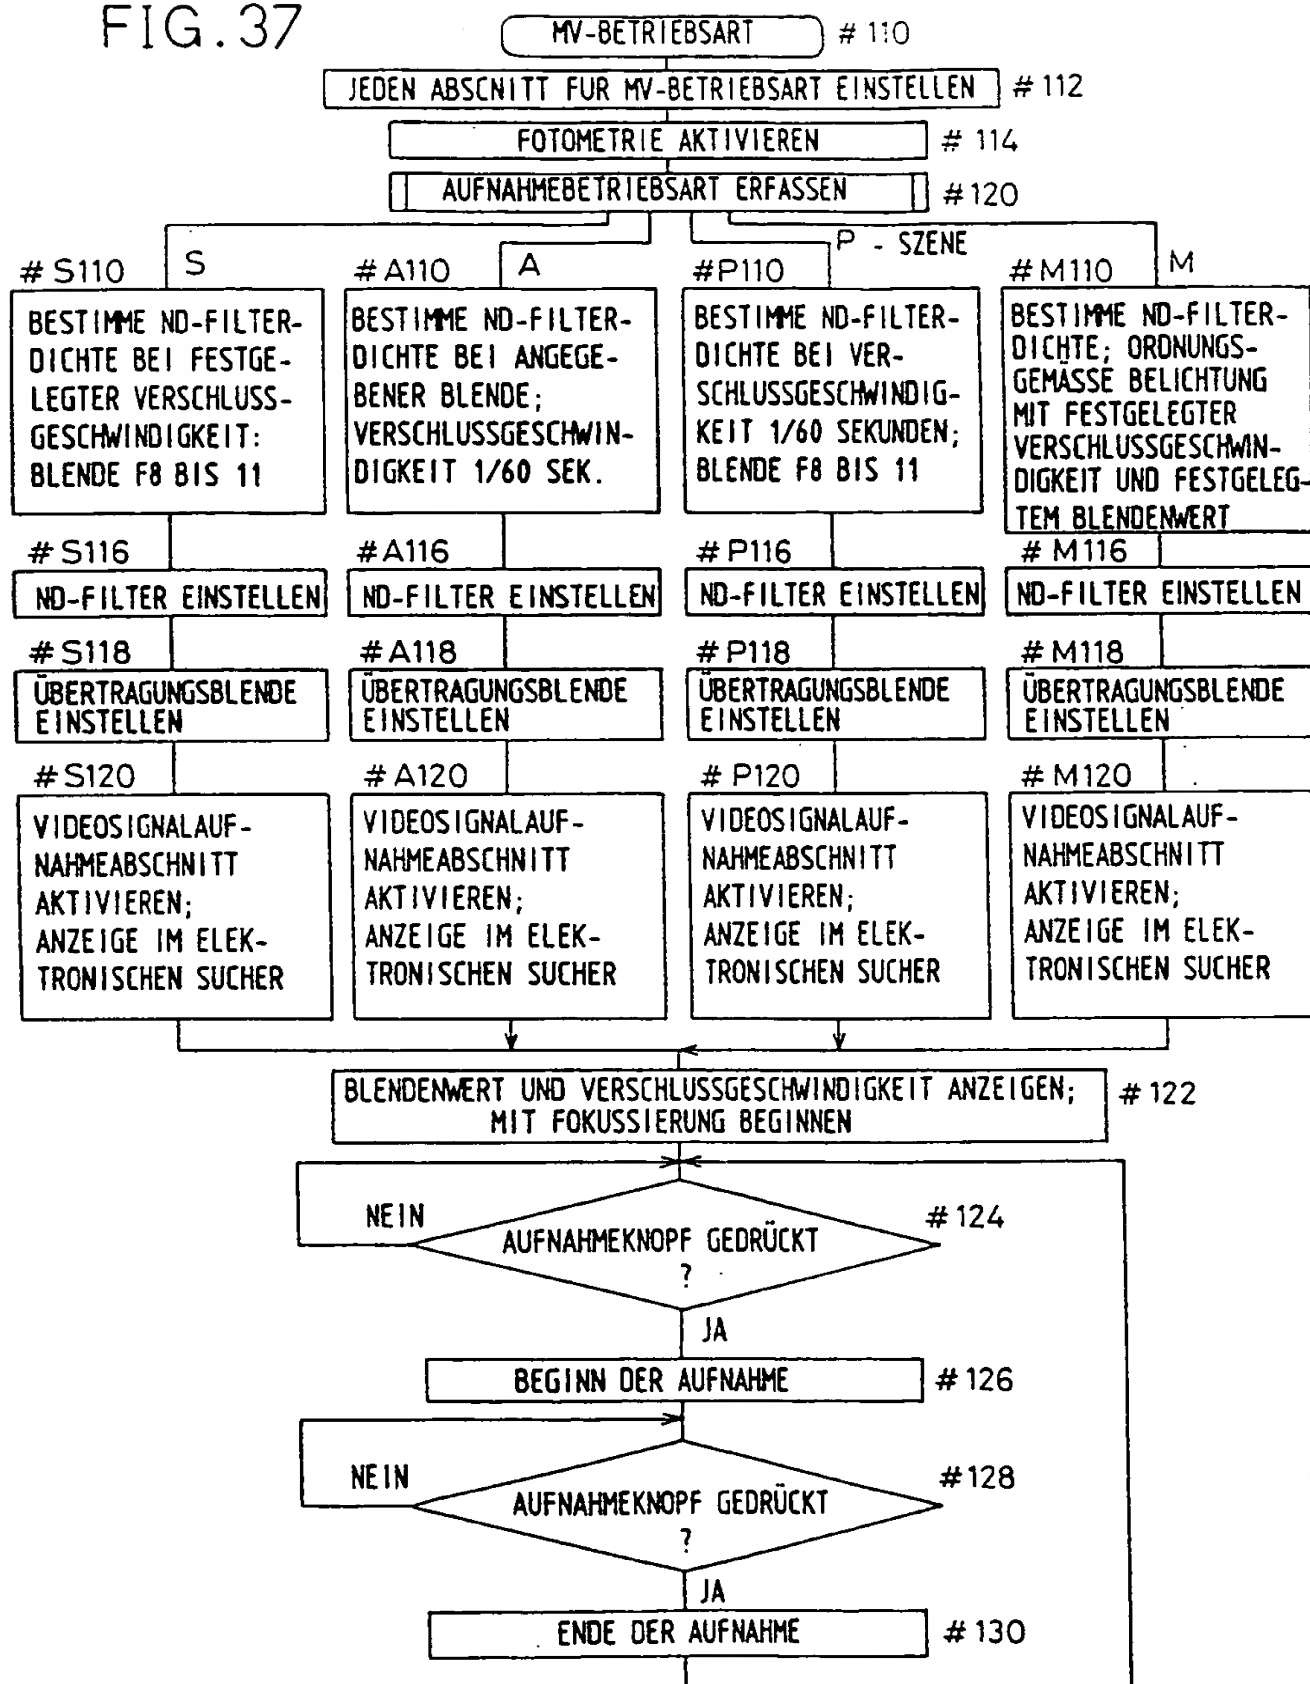 FIG.37
MV-BETRIEBSART
# 110
JEDEN ABSCNITT FUR MV-BETRIEBSART EINSTELLEN
# 112
FOTOMETRIE AKTIVIEREN
# 114
AUFNAHMEBETRIEBSART ERFASSEN
#120
S
A
P - SZENE
M
#S110
BESTIMME ND-FILTER-
DICHTE BEI FESTGE-
LEGTER VERSCHLUSS-
GESCHWINDIGKEIT:
BLENDE F8 BIS 11
#A110
BESTIMME ND-FILTER-
DICHTE BEI ANGEGE-
BENER BLENDE;
VERSCHLUSSGESCHWIN-
DIGKEIT 1/60 SEK.
#P110
BESTIMME ND-FILTER-
DICHTE BEI VER-
SCHLUSSGESCHWINDIG-
KEIT 1/60 SEKUNDEN;
BLENDE F8 BIS 11
#M110
BESTIMME ND-FILTER-
DICHTE; ORDNUNGS-
GEMÄSSE BELICHTUNG
MIT FESTGELEGTER
VERSCHLUSSGESCHWIN-
DIGKEIT UND FESTGELEG-
TEM BLENDENWERT
#S116
ND-FILTER EINSTELLEN
#A116
ND-FILTER EINSTELLEN
#P116
ND-FILTER EINSTELLEN
#M116
ND-FILTER EINSTELLEN
#S118
ÜBERTRAGUNGSBLENDE
EINSTELLEN
#A118
ÜBERTRAGUNGSBLENDE
EINSTELLEN
#P118
ÜBERTRAGUNGSBLENDE
EINSTELLEN
#M118
ÜBERTRAGUNGSBLENDE
EINSTELLEN
#S120
VIDEOSIGNALAUF-
NAHMEABSCHNITT
AKTIVIEREN;
ANZEIGE IM ELEK-
TRONISCHEN SUCHER
#A120
VIDEOSIGNALAUF-
NAHMEABSCHNITT
AKTIVIEREN;
ANZEIGE IM ELEK-
TRONISCHEN SUCHER
#P120
VIDEOSIGNALAUF-
NAHMEABSCHNITT
AKTIVIEREN;
ANZEIGE IM ELEK-
TRONISCHEN SUCHER
#M120
VIDEOSIGNALAUF-
NAHMEABSCHNITT
AKTIVIEREN;
ANZEIGE IM ELEK-
TRONISCHEN SUCHER
BLENDENWERT UND VERSCHLUSSGESCHWINDIGKEIT ANZEIGEN;
MIT FOKUSSIERUNG BEGINNEN
# 122
NEIN
AUFNAHMEKNOPF GEDRÜCKT
?
#124
JA
BEGINN DER AUFNAHME
#126
NEIN
AUFNAHMEKNOPF GEDRÜCKT
?
#128
JA
ENDE DER AUFNAHME
#130